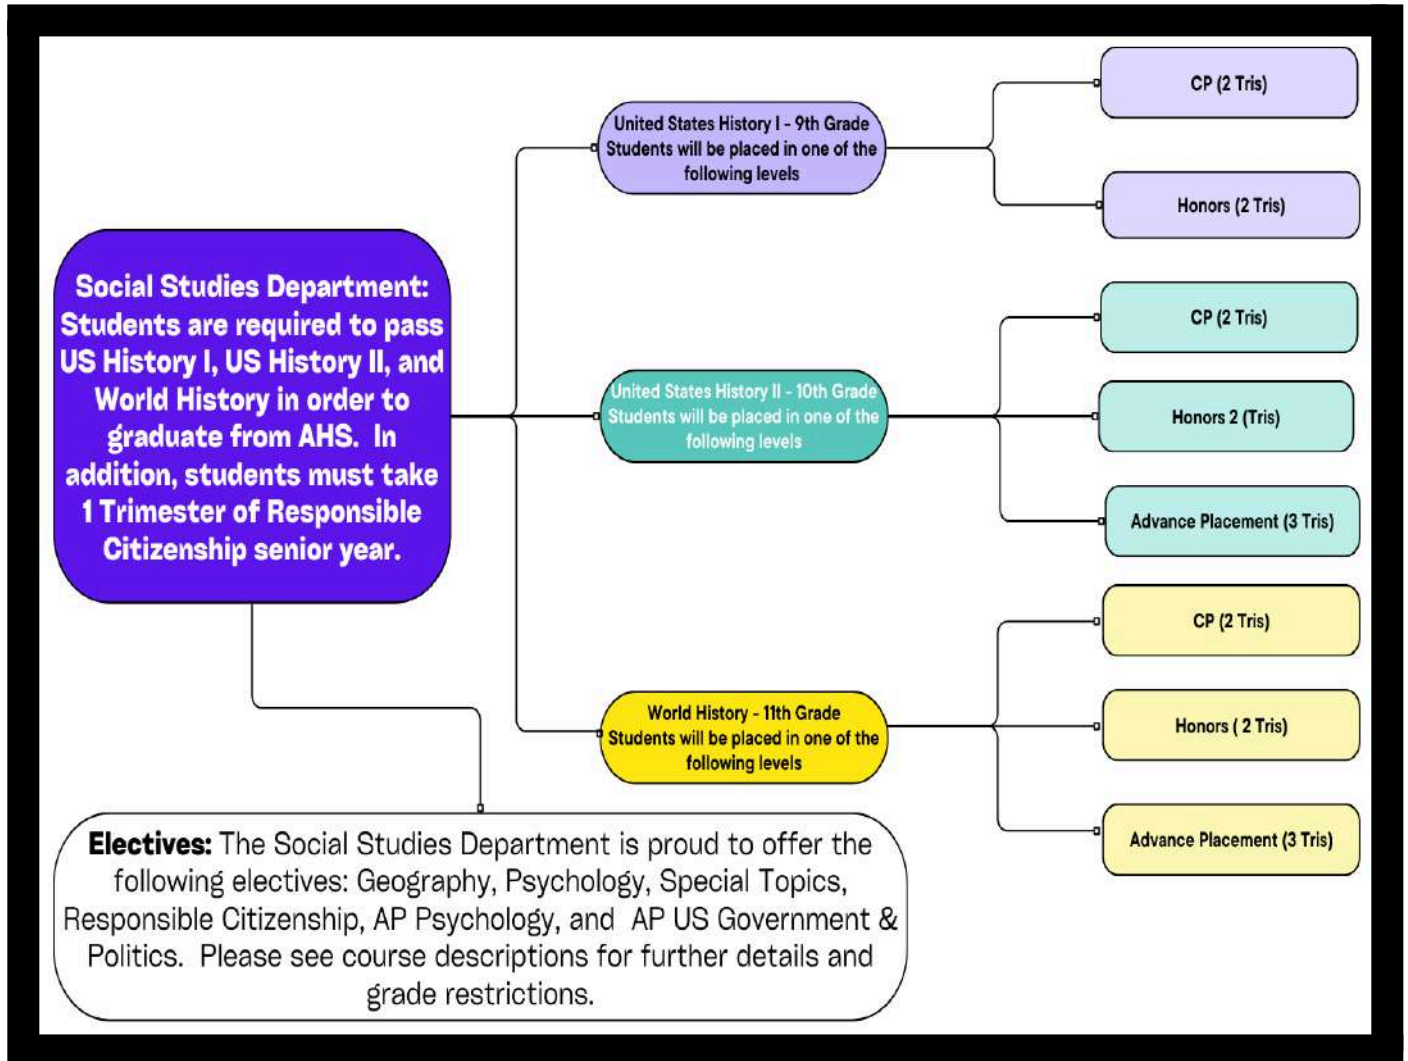 Social Studies Department:
Students are required to pass
US History I, US History II, and
World History in order to
graduate from AHS. In
addition, students must take
1 Trimester of Responsible
Citizenship senior year.
United States History I - 9th Grade
Students will be placed in one of the
following levels
CP (2 Tris)
Honors (2 Tris)
United States History II - 10th Grade
Students will be placed in one of the
following levels
CP (2 Tris)
Honors 2 (Tris)
Advance Placement (3 Tris)
World History - 11th Grade
Students will be placed in one of the
following levels
CP (2 Tris)
Honors ( 2 Tris)
Advance Placement (3 Tris)
Electives: The Social Studies Department is proud to offer the
following electives: Geography, Psychology, Special Topics,
Responsible Citizenship, AP Psychology, and AP US Government &
Politics. Please see course descriptions for further details and
grade restrictions.